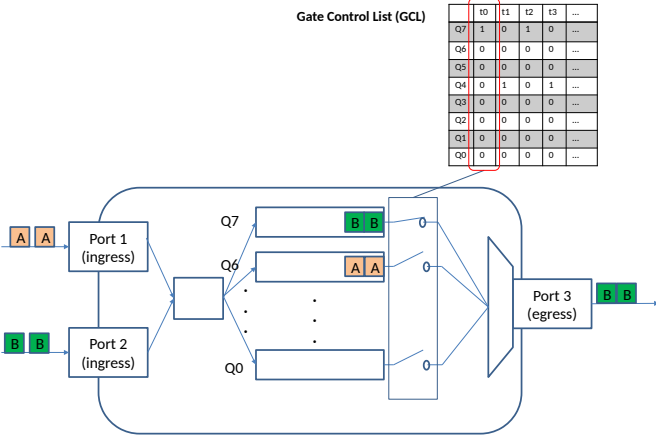 Gate Control List (GCL)
t0 t1 t2 t3 ...
Q7 1 0 1 0 ...
Q6 0 0 0 0 ...
Q5 0 0 0 0 ...
Q4 0 1 0 1 ...
Q3 0 0 0 0 ...
Q2 0 0 0 0 ...
Q1 0 0 0 0 ...
Q0 0 0 0 0 ...
Q7
B B
A A
Port 1
(ingress)
Q6
A A
Port 3
(egress)
B B
B B
Port 2
(ingress)
Q0